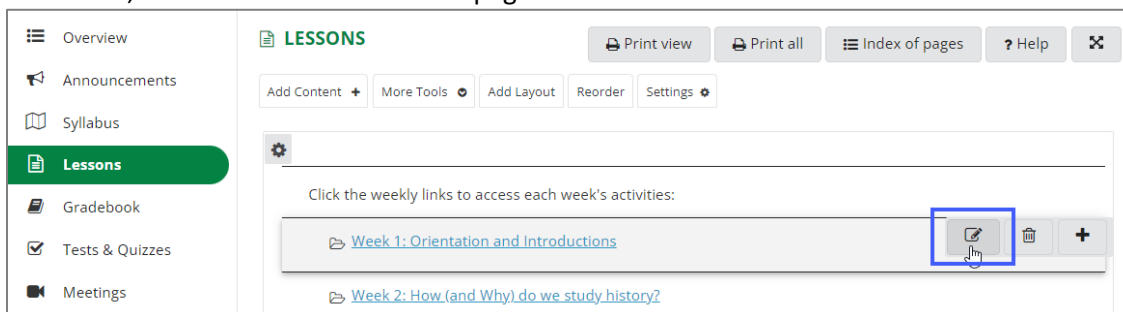 Overview
Announcements
Syllabus
Lessons
Gradebook
Tests & Quizzes
Meetings
LESSONS
Print view
Print all
Index of pages
? Help
Add Content +
More Tools
Add Layout
Reorder
Settings
Click the weekly links to access each week's activities:
Week 1: Orientation and Introductions
Week 2: How (and Why) do we study history?